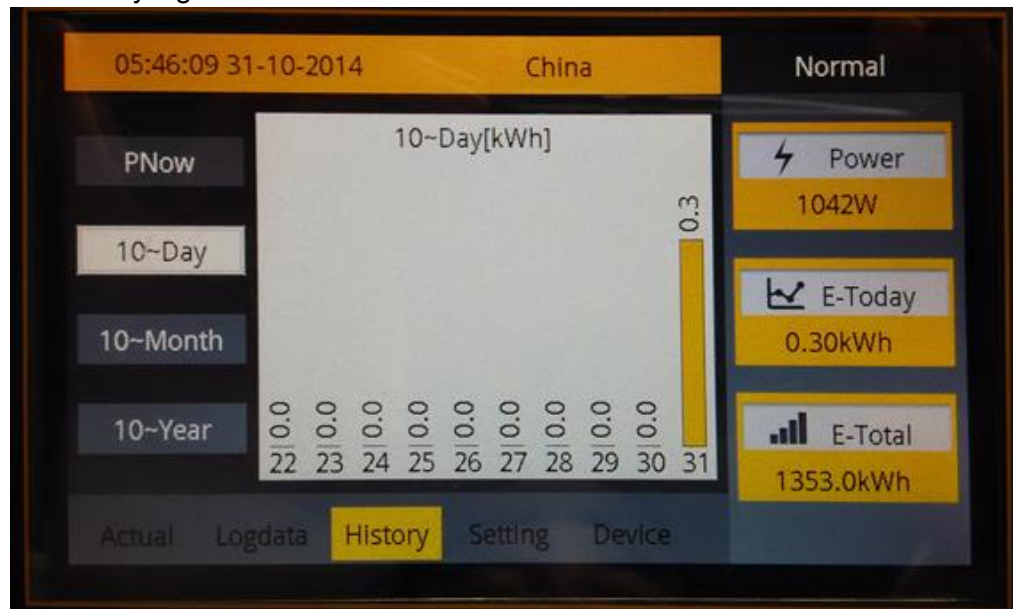 05:46:09 31-10-2014 China Normal
10~Day[kWh]
PNow
10~Day
10~Month
10~Year
0.0 0.0 0.0 0.0 0.0 0.0 0.0 0.0 0.0 0.3
22 23 24 25 26 27 28 29 30 31
Power
1042W
E-Today
0.30kWh
E-Total
1353.0kWh
Actual Logdata History Setting Device